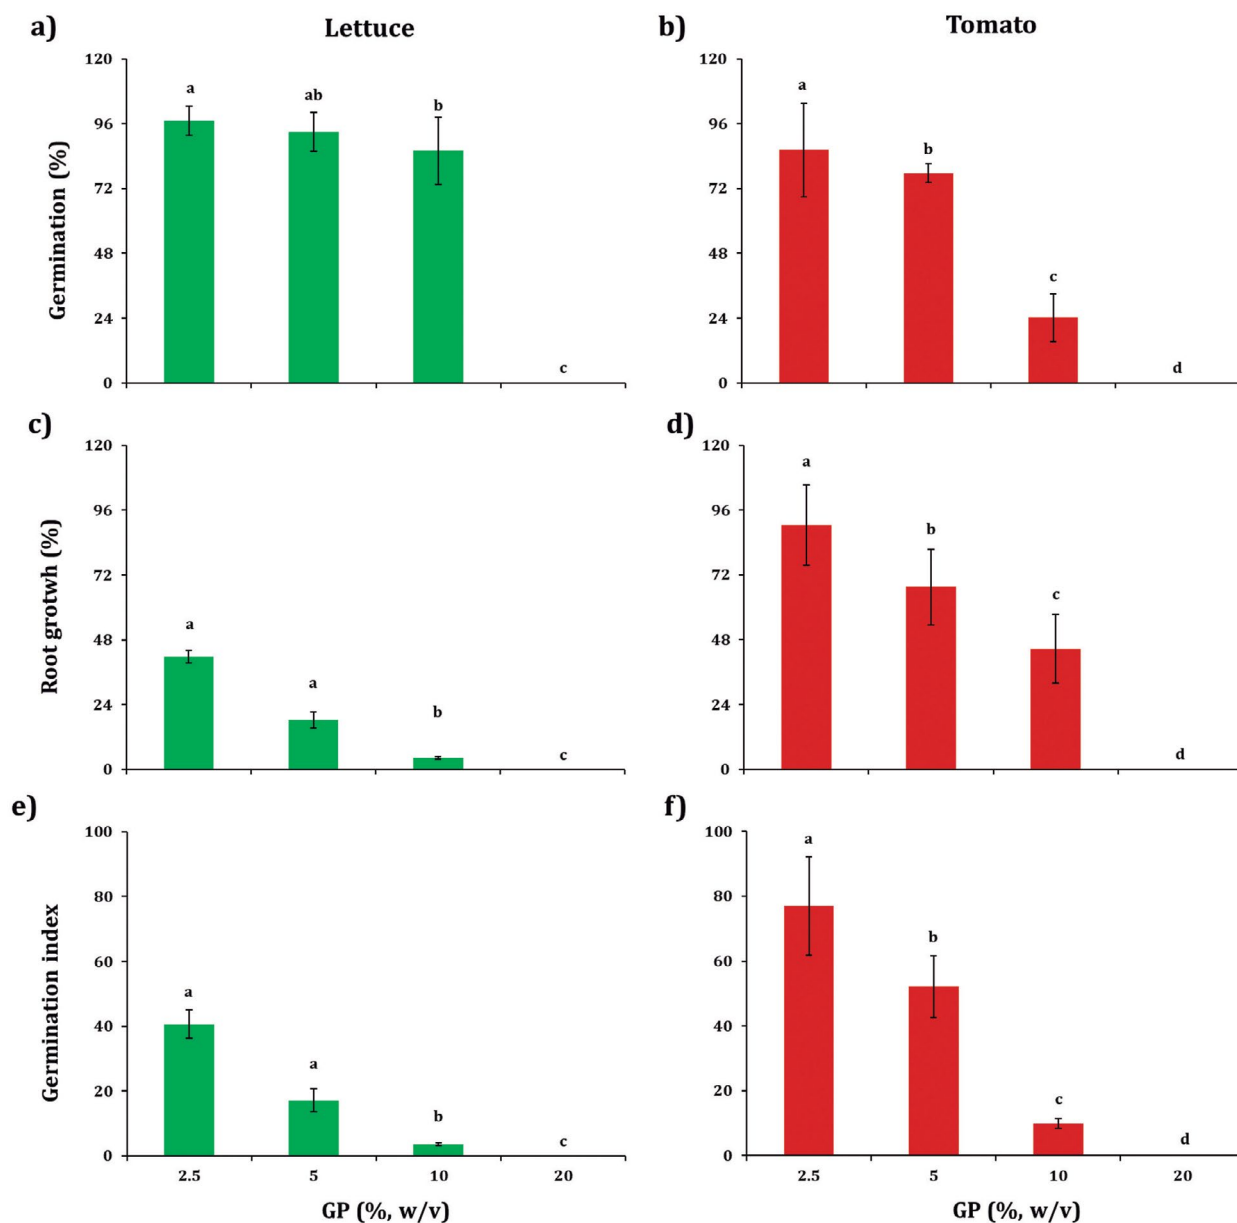 a)
Lettuce
Germination (%)
120
96
72
48
24
0
a
ab
b
c
b)
Tomato
120
96
72
48
24
0
a
b
c
d
c)
Root grotwh (%)
120
96
72
48
24
0
a
a
b
c
d)
120
96
72
48
24
0
a
b
c
d
e)
Germination index
100
80
60
40
20
0
a
a
b
c
2.5 5 10 20
GP (%, w/v)
f)
100
80
60
40
20
0
a
b
c
d
2.5 5 10 20
GP (%, w/v)